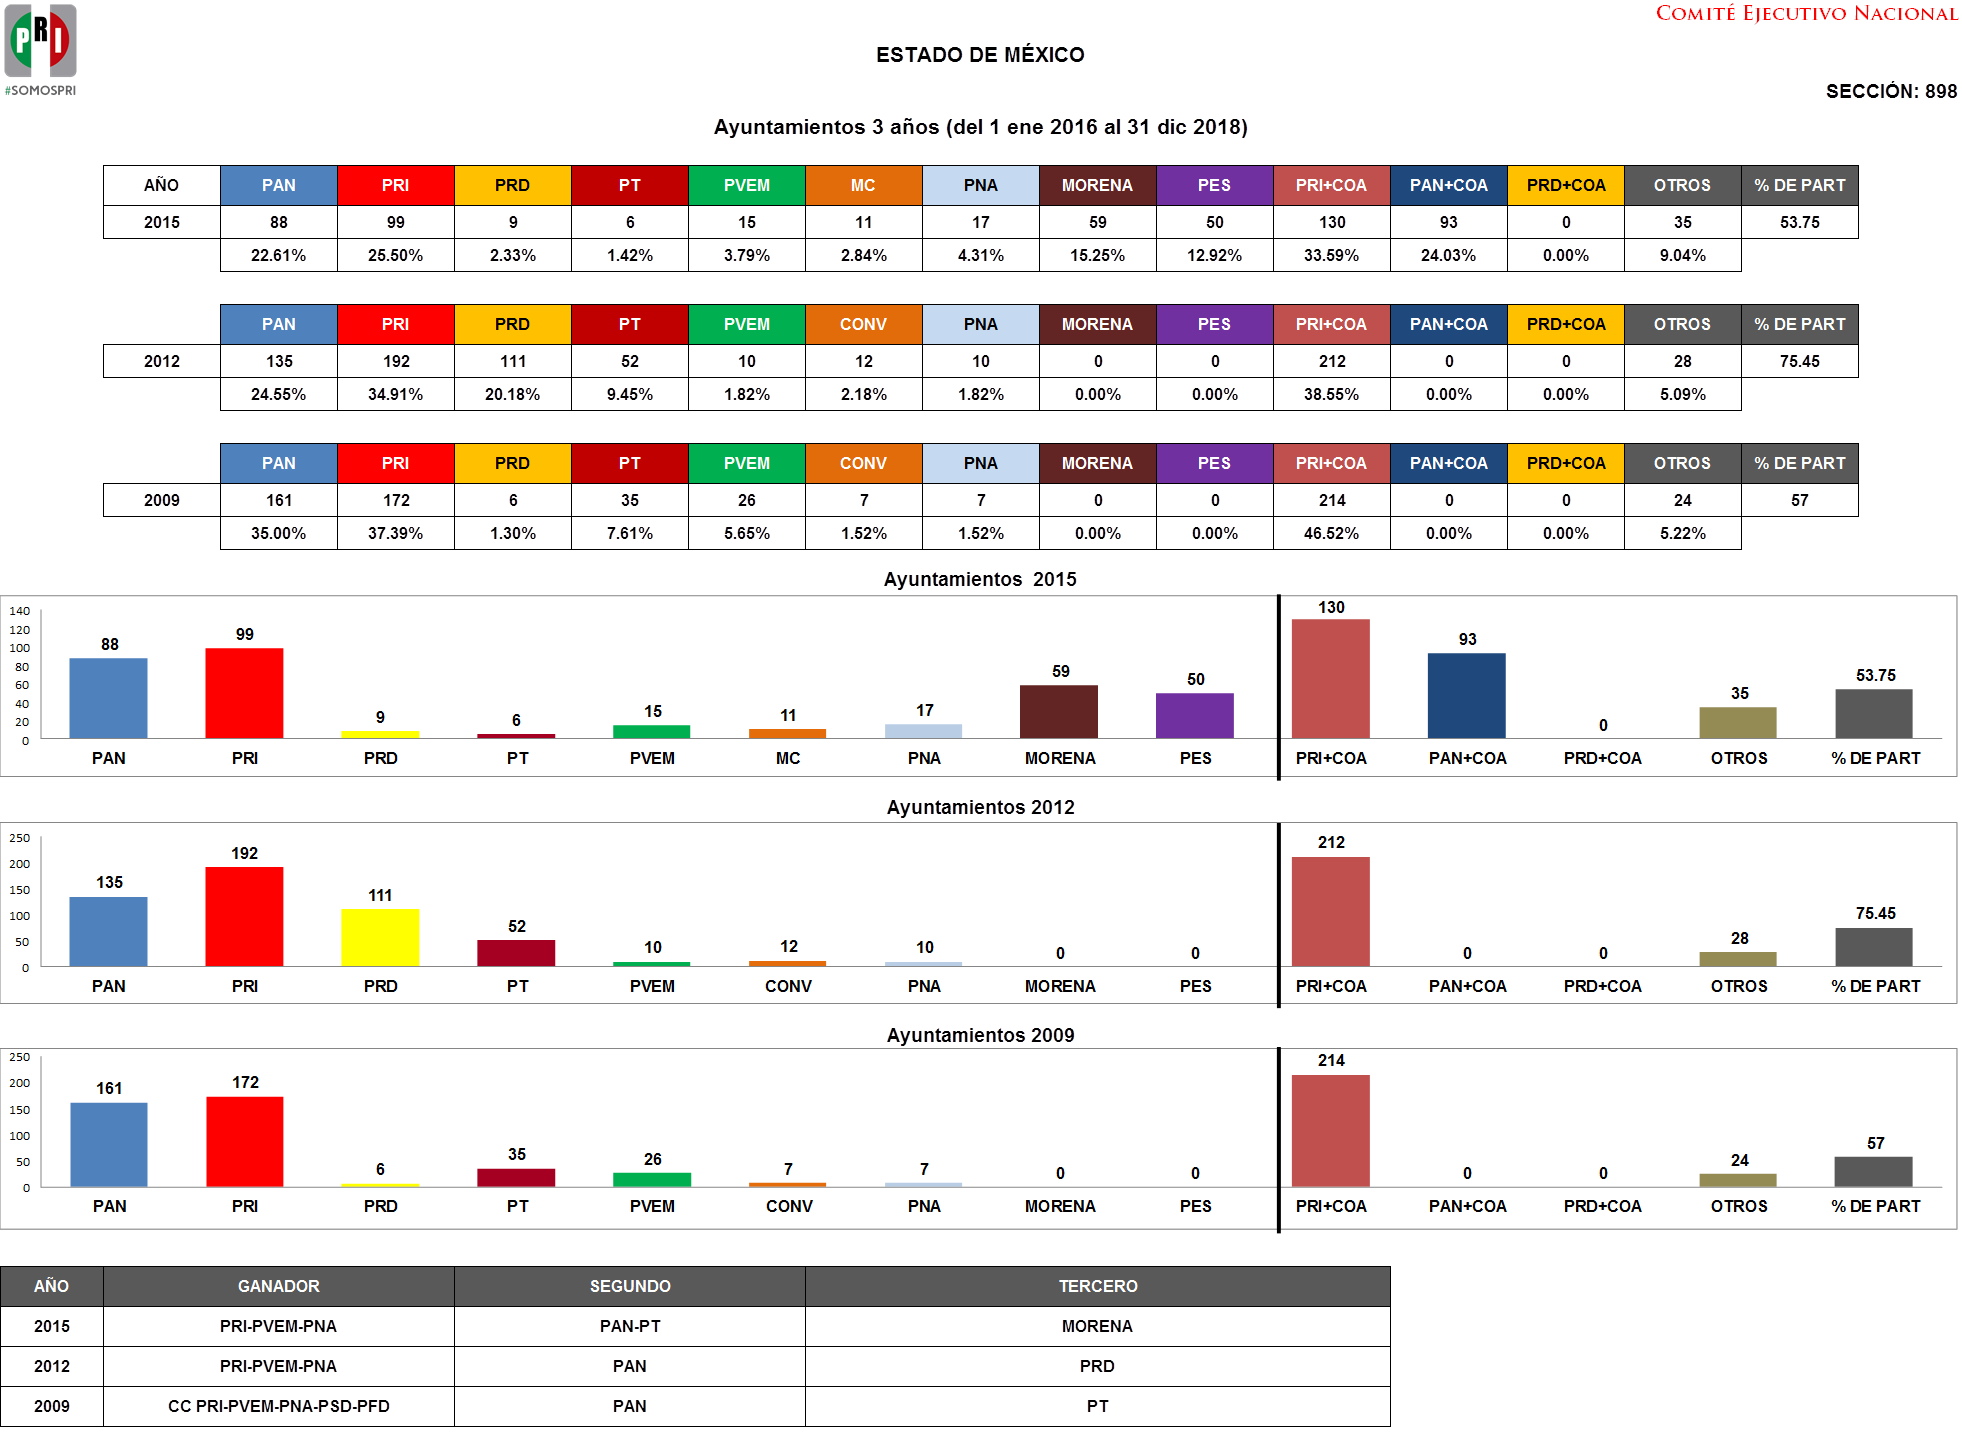 PRI
#SOMOSPRI
COMITÉ EJECUTIVO NACIONAL
ESTADO DE MÉXICO
SECCIÓN: 898
Ayuntamientos 3 años (del 1 ene 2016 al 31 dic 2018)
AÑO PAN PRI PRD PT PVEM MC PNA MORENA PES PRI+COA PAN+COA PRD+COA OTROS % DE PART
2015 88 99 9 6 15 11 17 59 50 130 93 0 35 53.75
22.61% 25.50% 2.33% 1.42% 3.79% 2.84% 4.31% 15.25% 12.92% 33.59% 24.03% 0.00% 9.04%
PAN PRI PRD PT PVEM CONV PNA MORENA PES PRI+COA PAN+COA PRD+COA OTROS % DE PART
2012 135 192 111 52 10 12 10 0 0 212 0 0 28 75.45
24.55% 34.91% 20.18% 9.45% 1.82% 2.18% 1.82% 0.00% 0.00% 38.55% 0.00% 0.00% 5.09%
PAN PRI PRD PT PVEM CONV PNA MORENA PES PRI+COA PAN+COA PRD+COA OTROS % DE PART
2009 161 172 6 35 26 7 7 0 0 214 0 0 24 57
35.00% 37.39% 1.30% 7.61% 5.65% 1.52% 1.52% 0.00% 0.00% 46.52% 0.00% 0.00% 5.22%
Ayuntamientos 2015
140
120
100
80
60
40
20
0
88 99 9 6 15 11 17 59 50 130 93 0 35 53.75
PAN PRI PRD PT PVEM MC PNA MORENA PES PRI+COA PAN+COA PRD+COA OTROS % DE PART
Ayuntamientos 2012
250
200
150
100
50
0
135 192 111 52 10 12 10 0 0 212 0 0 28 75.45
PAN PRI PRD PT PVEM CONV PNA MORENA PES PRI+COA PAN+COA PRD+COA OTROS % DE PART
Ayuntamientos 2009
250
200
150
100
50
0
161 172 6 35 26 7 7 0 0 214 0 0 24 57
PAN PRI PRD PT PVEM CONV PNA MORENA PES PRI+COA PAN+COA PRD+COA OTROS % DE PART
AÑO GANADOR SEGUNDO TERCERO
2015 PRI-PVEM-PNA PAN-PT MORENA
2012 PRI-PVEM-PNA PAN PRD
2009 CC PRI-PVEM-PNA-PSD-PFD PAN PT